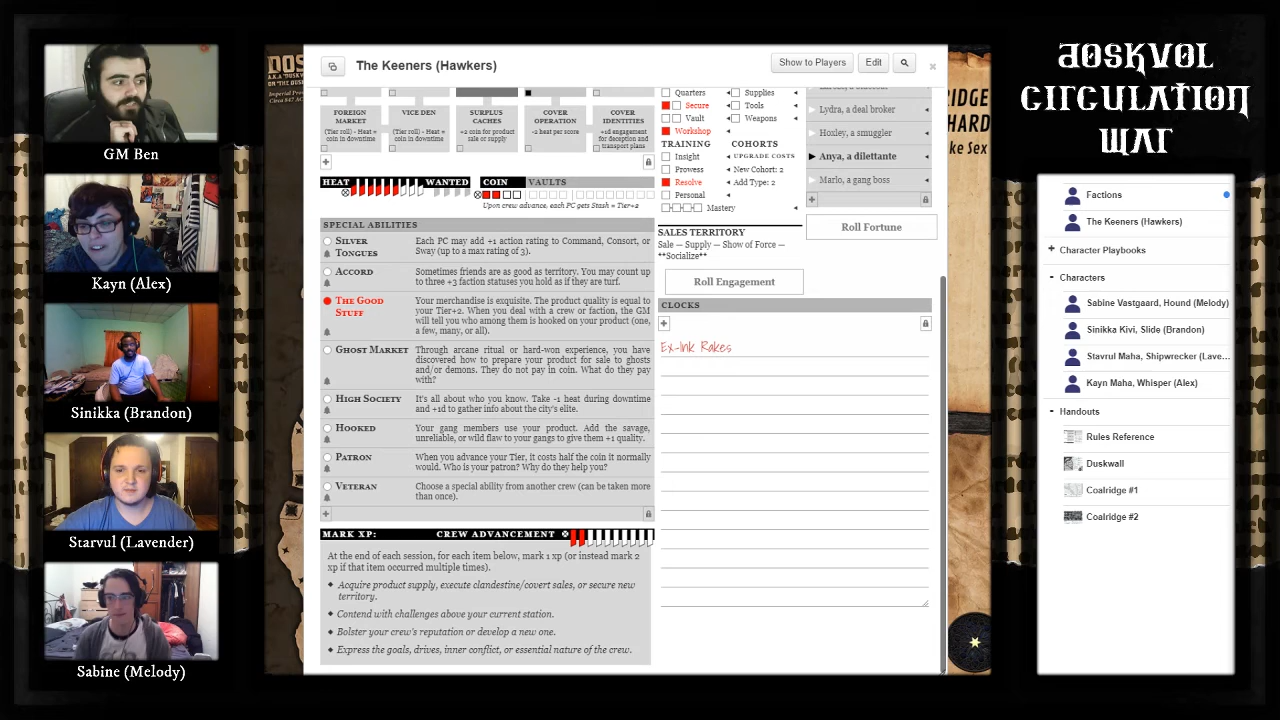 GM Ben
Kayn (Alex)
Sinikka (Brandon)
Starvul (Lavender)
Sabine (Melody)
The Keeners (Hawkers)
Show to Players
Edit
FOREIGN MARKET
(Tier roll) - Heat = coin in downtime
VICE DEN
(Tier roll) - Heat = coin in downtime
SURPLUS CACHES
+2 coin for product sale or supply
COVER OPERATION
-2 heat per score
COVER IDENTITIES
+1d engagement for deception and transport plans
HEAT
WANTED
COIN
VAULTS
Upon crew advance, each PC gets Stash = Tier+2
SPECIAL ABILITIES
SILVER TONGUES
Each PC may add +1 action rating to Command, Consort, or
Sway (up to a max rating of 3).
ACCORD
Sometimes friends are as good as territory. You may count up
to three +3 faction statuses you hold as if they are turf.
THE GOOD STUFF
Your merchandise is exquisite. The product quality is equal to
your Tier+2. When you deal with a crew or faction, the GM
will tell you who among them is hooked on your product (one,
a few, many, or all).
GHOST MARKET
Through arcane ritual or hard-won experience, you have
discovered how to prepare your product for sale to ghosts
and/or demons. They do not pay in coin. What do they pay
with?
HIGH SOCIETY
It's all about who you know. Take -1 heat during downtime
and +1d to gather info about the city's elite.
HOOKED
Your gang members use your product. Add the savage,
unreliable, or wild flaw to your gangs to give them +1 quality.
PATRON
When you advance your Tier, it costs half the coin it normally
would. Who is your patron? Why do they help you?
VETERAN
Choose a special ability from another crew (can be taken more
than once).
MARK XP:
CREW ADVANCEMENT
At the end of each session, for each item below, mark 1 xp (or instead mark 2
xp if that item occurred multiple times).
Acquire product supply, execute clandestine/covert sales, or secure new
territory.
Contend with challenges above your current station.
Bolster your crew's reputation or develop a new one.
Express the goals, drives, inner conflict, or essential nature of the crew.
Quarters
Supplies
Secure
Tools
Vault
Weapons
Workshop
TRAINING
COHORTS
Insight
UPGRADE COSTS
Prowess
New Cohort: 2
Resolve
Add Type: 2
Personal
Mastery
SALES TERRITORY
Sale — Supply — Show of Force —
**Socialize**
Roll Engagement
Lydra, a deal broker
Hoxley, a smuggler
Anya, a dilettante
Marlo, a gang boss
Roll Fortune
CLOCKS
Ex-Ink Rakes
DOSKVOL
CIRCULATION
WAR
Factions
The Keeners (Hawkers)
Character Playbooks
Characters
Sabine Vastgaard, Hound (Melody)
Sinikka Kivi, Slide (Brandon)
Stavrul Maha, Shipwrecker (Lave...
Kayn Maha, Whisper (Alex)
Handouts
Rules Reference
Duskwall
Coalridge #1
Coalridge #2